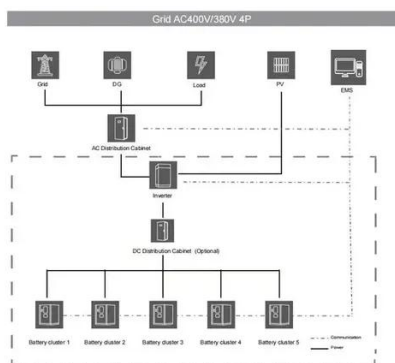 Grid AC400V/380V 4P
Grid
DG
Load
PV
EMS
AC Distribution Cabinet
Inverter
DC Distribution Cabinet (Optional)
Battery cluster 1
Battery cluster 2
Battery cluster 3
Battery cluster 4
Battery cluster 5
Communication
Power